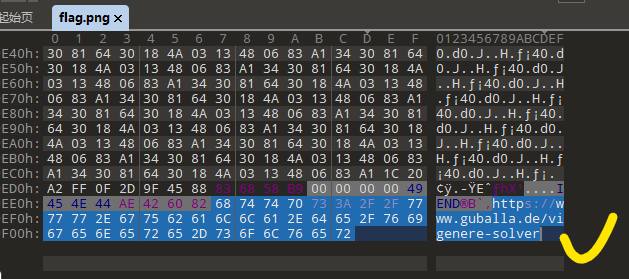 起始页 flag.png ×
0 1 2 3 4 5 6 7 8 9 A B C D E F 0123456789ABCDEF
E40h: 30 81 64 30 18 4A 03 13 48 06 83 A1 34 30 81 64 0.d0.J..H.ƒ¡40.d
E50h: 30 18 4A 03 13 48 06 83 A1 34 30 81 64 30 18 4A 0.J..H.ƒ¡40.d0.J
E60h: 03 13 48 06 83 A1 34 30 81 64 30 18 4A 03 13 48 ..H.ƒ¡40.d0.J..H
E70h: 06 83 A1 34 30 81 64 30 18 4A 03 13 48 06 83 A1 .ƒ¡40.d0.J..H.ƒ¡
E80h: 34 30 81 64 30 18 4A 03 13 48 06 83 A1 34 30 81 40.d0.J..H.ƒ¡40.
E90h: 64 30 18 4A 03 13 48 06 83 A1 34 30 81 64 30 18 d0.J..H.ƒ¡40.d0.
EA0h: 4A 03 13 48 06 83 A1 34 30 81 64 30 18 4A 03 13 J..H.ƒ¡40.d0.J..
EB0h: 48 06 83 A1 34 30 81 64 30 18 4A 03 13 48 06 83 H.ƒ¡40.d0.J..H.ƒ
EC0h: A1 34 30 81 64 30 18 4A 03 13 48 06 83 A1 1C 20 ¡40.d0.J..H.ƒ¡.
ED0h: A2 FF 0F 2D 9F 45 88 83 68 58 B9 00 00 00 00 49 ¢ÿ.-ŸEˆƒhX¹....I
EE0h: 45 4E 44 AE 42 60 82 68 74 74 70 73 3A 2F 2F 77 END®B`‚https://w
EF0h: 77 77 2E 67 75 62 61 6C 6C 61 2E 64 65 2F 76 69 ww.guballa.de/vi
F00h: 67 65 6E 65 72 65 2D 73 6F 6C 76 65 72 genere-solver